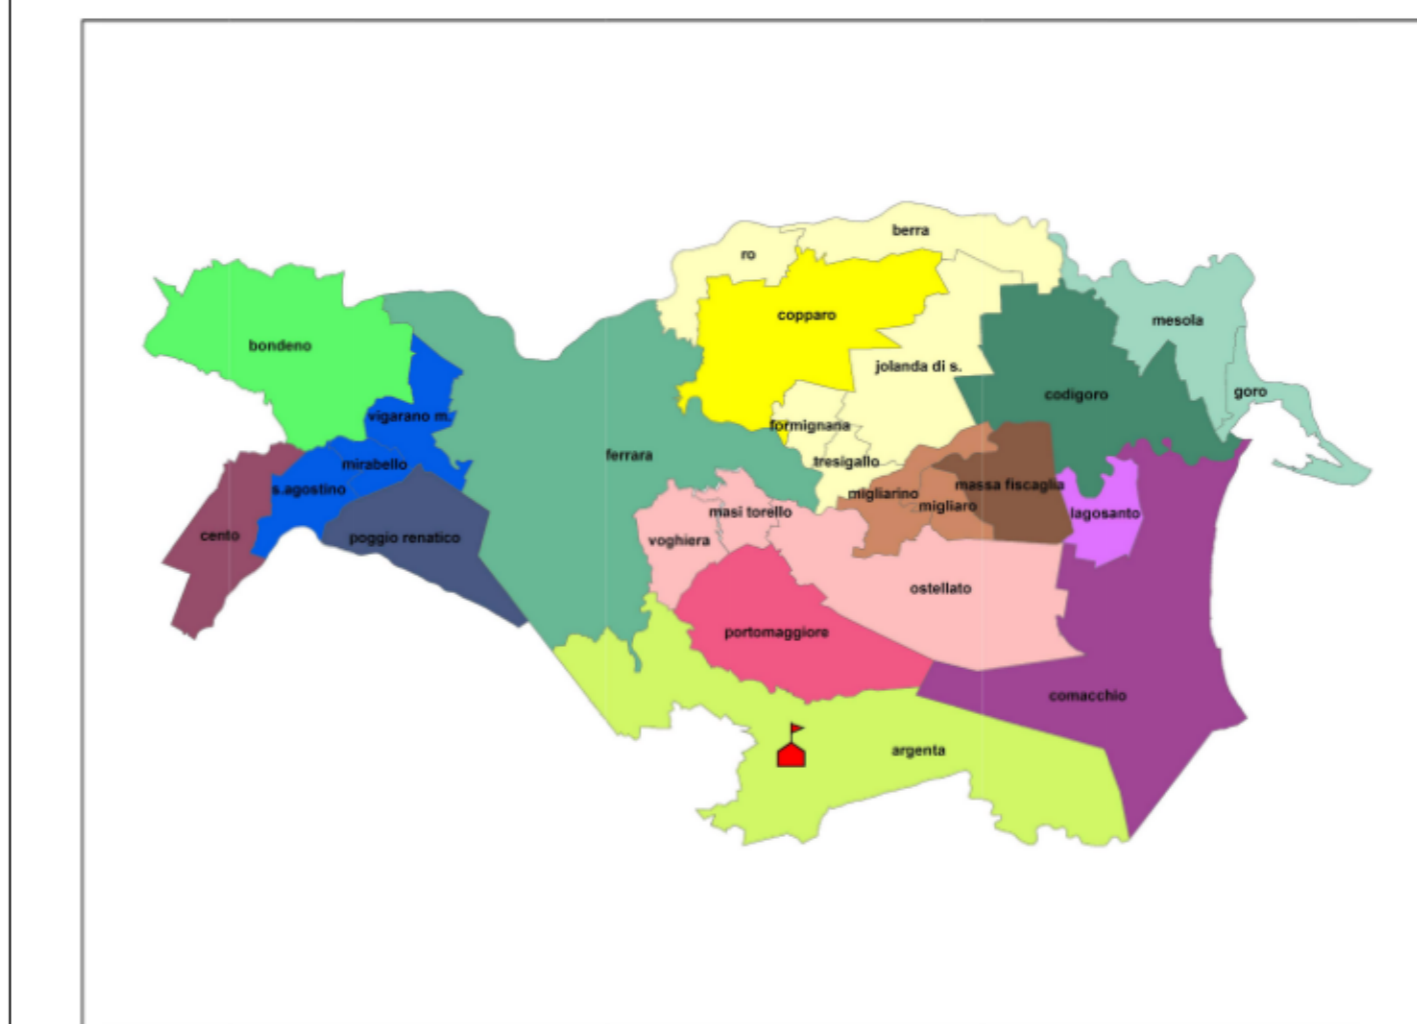 berra
ro
copparo
mesola
bondeno
jolanda di s.
goro
codigoro
vigarano m.
formignana
ferrara
tresigallo
mirabello
s.agostino
massa fiscaglia
migliarino
migliaro
masi torello
lagosanto
cento
poggio renatico
voghiera
ostellato
portomaggiore
comacchio
argenta